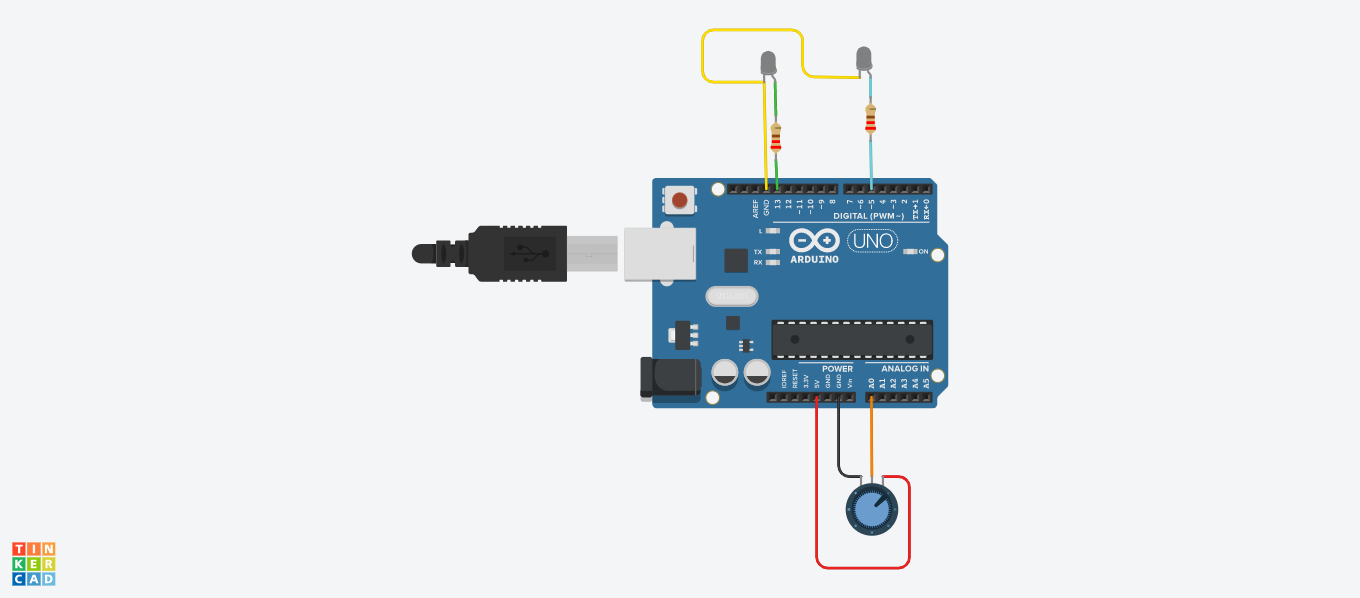 AREF
GND
13
12
~11
~10
~9
8
7
~6
~5
4
~3
2
TX→1
RX←0
DIGITAL (PWM~)
L
TX
RX
UNO
ARDUINO
ON
POWER
ANALOG IN
IOREF
RESET
3.3V
5V
GND
GND
Vin
A0
A1
A2
A3
A4
A5
TIN
KER
CAD